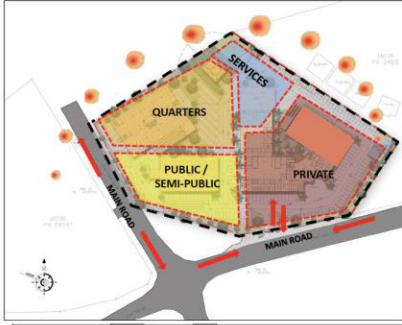 SERVICES
QUARTERS
PUBLIC /
SEMI-PUBLIC
PRIVATE
MAIN ROAD
MAIN ROAD